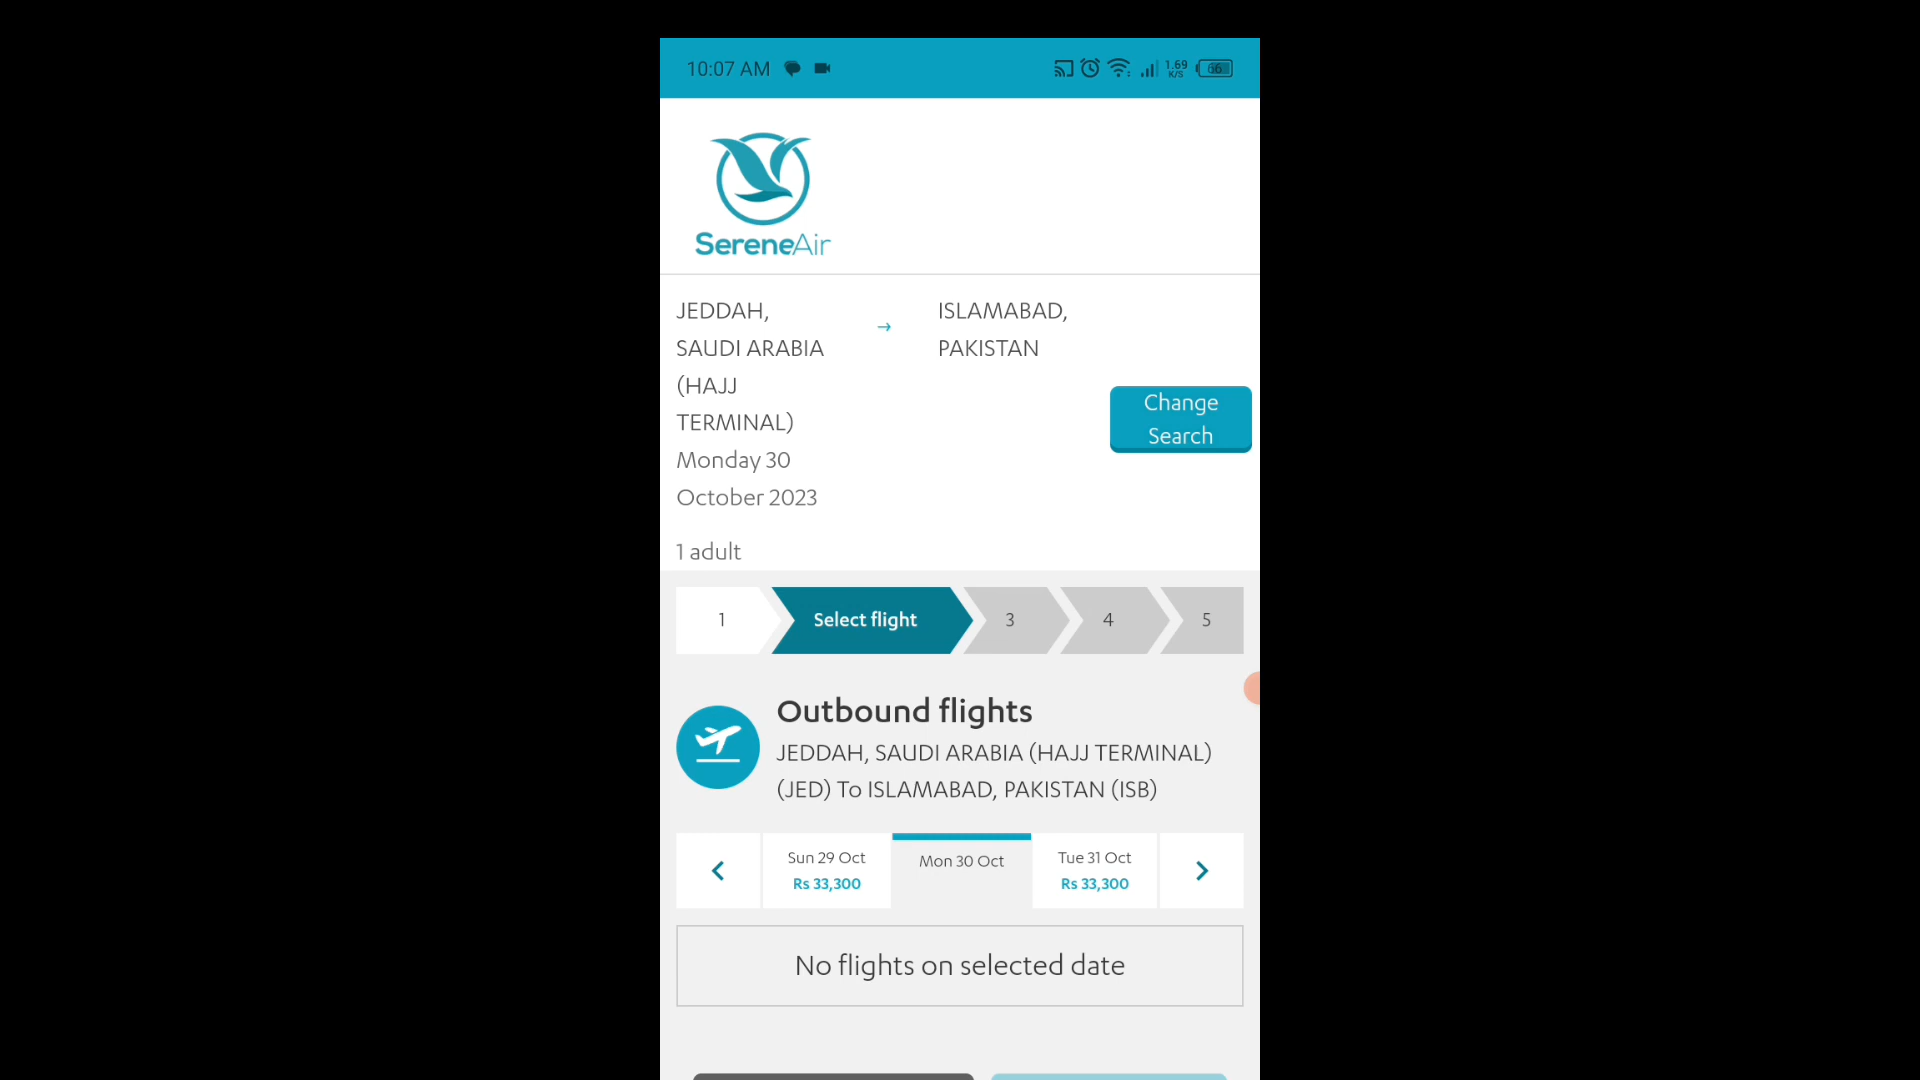 10:07 AM
1.69
K/S
66
SereneAir
JEDDAH,
SAUDI ARABIA
(HAJJ
TERMINAL)
Monday 30
October 2023
→
ISLAMABAD,
PAKISTAN
Change
Search
1 adult
1
Select flight
3
4
5
Outbound flights
JEDDAH, SAUDI ARABIA (HAJJ TERMINAL)
(JED) To ISLAMABAD, PAKISTAN (ISB)
Sun 29 Oct
Rs 33,300
Mon 30 Oct
Tue 31 Oct
Rs 33,300
No flights on selected date